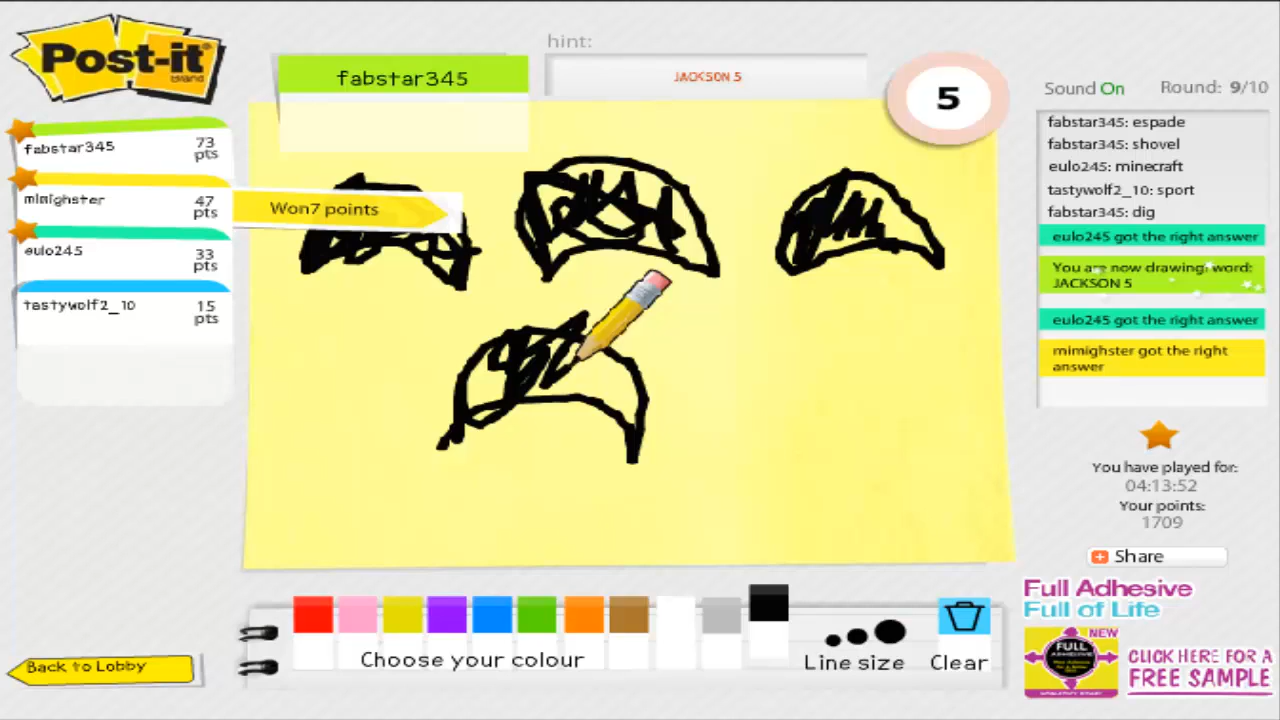 Post-it
Island
fabstar345
hint:
JACKSON 5
5
Sound On
Round: 9/10
fabstar345
73
pts
mimighster
47
pts
Won7 points
eulo245
33
pts
tastywolf2_10
15
pts
fabstar345: espade
fabstar345: shovel
eulo245: minecraft
tastywolf2_10: sport
fabstar345: dig
eulo245 got the right answer
You are now drawing! word:
JACKSON 5
eulo245 got the right answer
mimighster got the right
answer
You have played for:
04:13:52
Your points:
1709
Share
Full Adhesive
Full of Life
NEW
FULL
ADHESIVE
CLICK HERE FOR A
FREE SAMPLE
Back to Lobby
Choose your colour
Line size
Clear